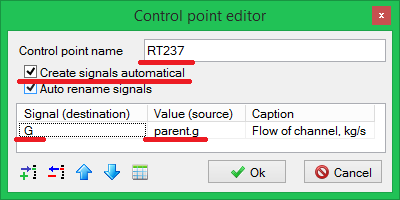 Control point editor
x
Control point name RT237
Create signals automatical
Auto rename signals
Signal (destination) Value (source) Caption
G parent.g Flow of channel, kg/s
Ok Cancel